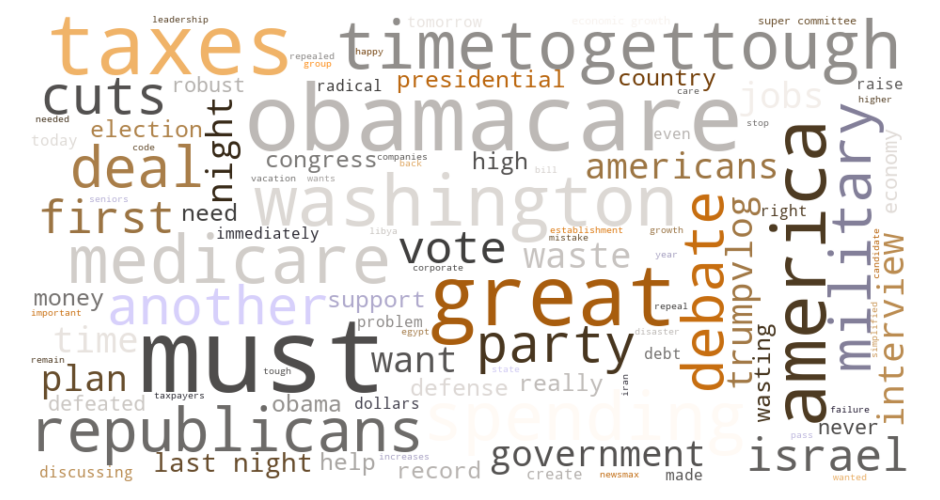 leadership
tomorrow
economic growth
super committee
taxes
timetogettough
repealed
happy
group
cuts
robust
radical
presidential
country
raise
care
jobs
higher
needed
obamacare
stop
today
election
code
night
even
america
military
economy
deal
congress
companies
back
high
bill
americans
vacation
wants
seniors
washington
first
need
immediately
libya
establishment
mistake
growth
debate
trumpvlog
right
medicare
vote
corporate
waste
year
candidate
interview
money
important
another
support
great
repeal
time
problem
egypt
party
disaster
simplified
must
want
state
debt
wasting
remain
plan
taxpayers
tough
defense
really
iran
defeated
obama
dollars
spending
failure
never
republicans
pass
government
israel
discussing
last night
help
increases
record
create
newsmax
made
wanted